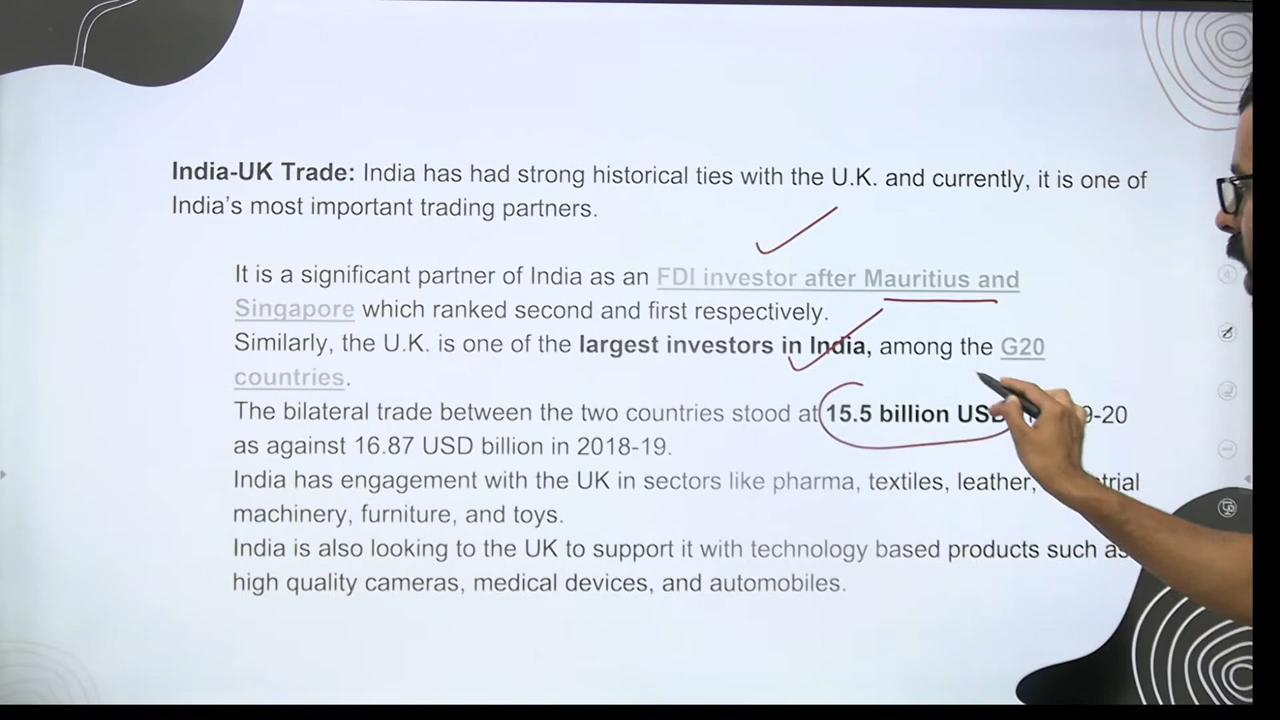 India-UK Trade: India has had strong historical ties with the U.K. and currently, it is one of
India's most important trading partners.
It is a significant partner of India as an FDI investor after Mauritius and
Singapore which ranked second and first respectively.
Similarly, the U.K. is one of the largest investors in India, among the G20
countries.
The bilateral trade between the two countries stood at 15.5 billion 9-20
as against 16.87 USD billion in 2018-19.
India has engagement with the UK in sectors like pharma, textiles, leather,
machinery, furniture, and toys.
India is also looking to the UK to support it with technology based products such as
high quality cameras, medical devices, and automobiles.